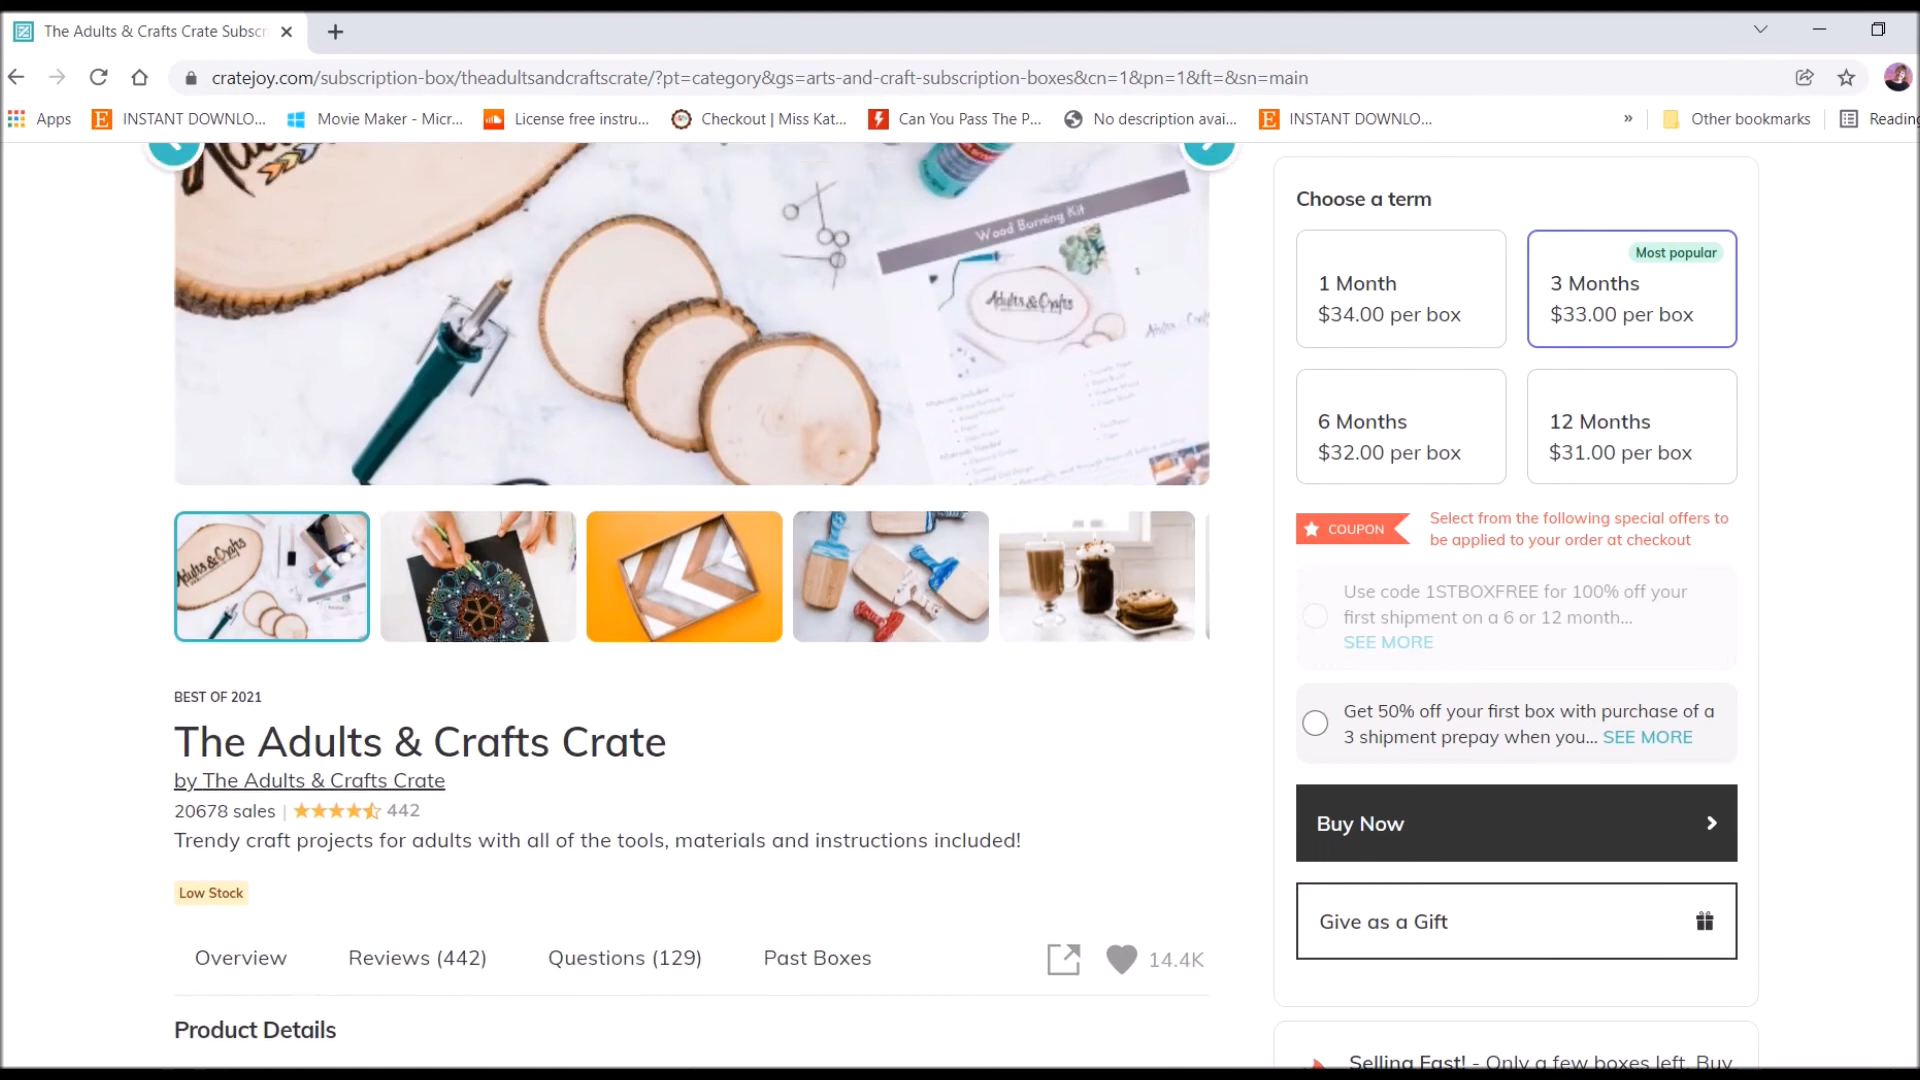 The Adults & Crafts Crate Subscr
cratejoy.com/subscription-box/theadultsandcraftscrate/?pt=category&gs=arts-and-craft-subscription-boxes&cn=1&pn=1&ft=&sn=main
Apps
INSTANT DOWNLO...
Movie Maker - Micr...
License free instru...
Checkout | Miss Kat...
Can You Pass The P...
No description avai...
INSTANT DOWNLO...
»
Other bookmarks
Reading
Wood Burning Kit
Adults & Crafts
Choose a term
1 Month
$34.00 per box
Most popular
3 Months
$33.00 per box
6 Months
$32.00 per box
12 Months
$31.00 per box
COUPON
Select from the following special offers to
be applied to your order at checkout
Use code 1STBOXFREE for 100% off your
first shipment on a 6 or 12 month...
SEE MORE
Get 50% off your first box with purchase of a
3 shipment prepay when you... SEE MORE
Buy Now
Give as a Gift
Adults & Crafts
BEST OF 2021
The Adults & Crafts Crate
by The Adults & Crafts Crate
20678 sales | 442
Trendy craft projects for adults with all of the tools, materials and instructions included!
Low Stock
Overview
Reviews (442)
Questions (129)
Past Boxes
14.4K
Product Details
Selling Fast! - Only a few boxes left. Buy